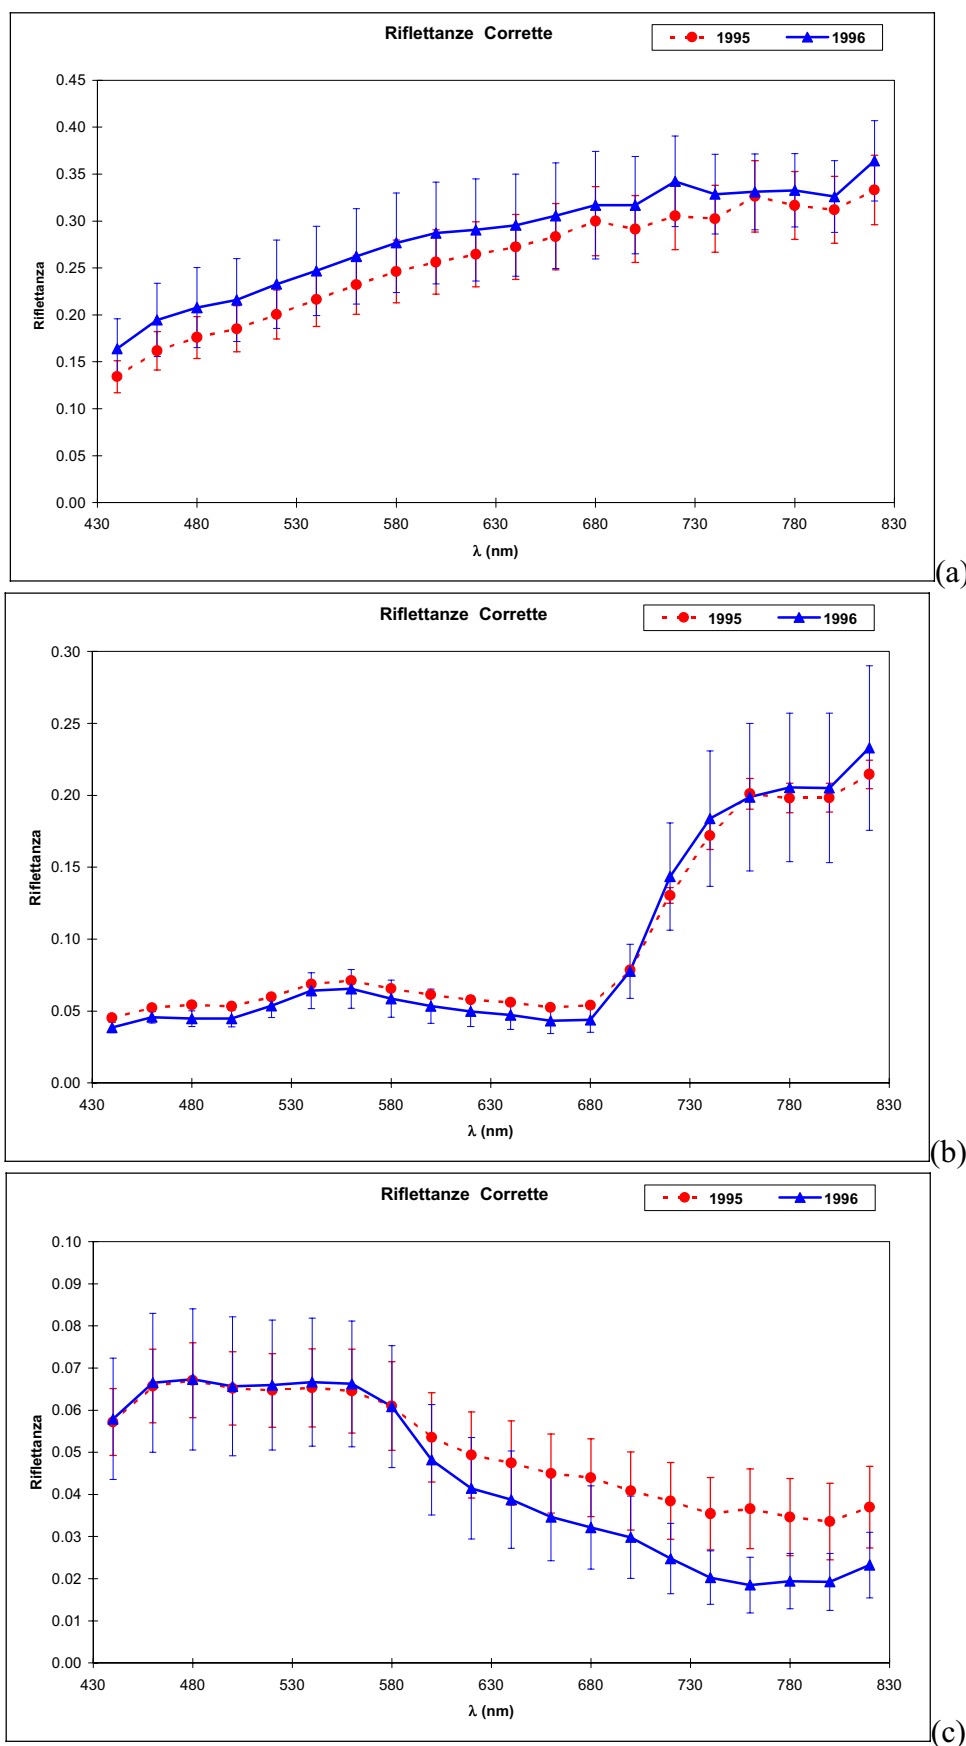 Riflettanze Corrette
1995 1996
0.45
0.40
0.35
0.30
0.25
0.20
0.15
0.10
0.05
0.00
Riflettanza
430 480 530 580 630 680 730 780 830
λ (nm)
(a)
Riflettanze Corrette
1995 1996
0.30
0.25
0.20
0.15
0.10
0.05
0.00
Riflettanza
430 480 530 580 630 680 730 780 830
λ (nm)
(b)
Riflettanze Corrette
1995 1996
0.10
0.09
0.08
0.07
0.06
0.05
0.04
0.03
0.02
0.01
0.00
Riflettanza
430 480 530 580 630 680 730 780 830
λ (nm)
(c)